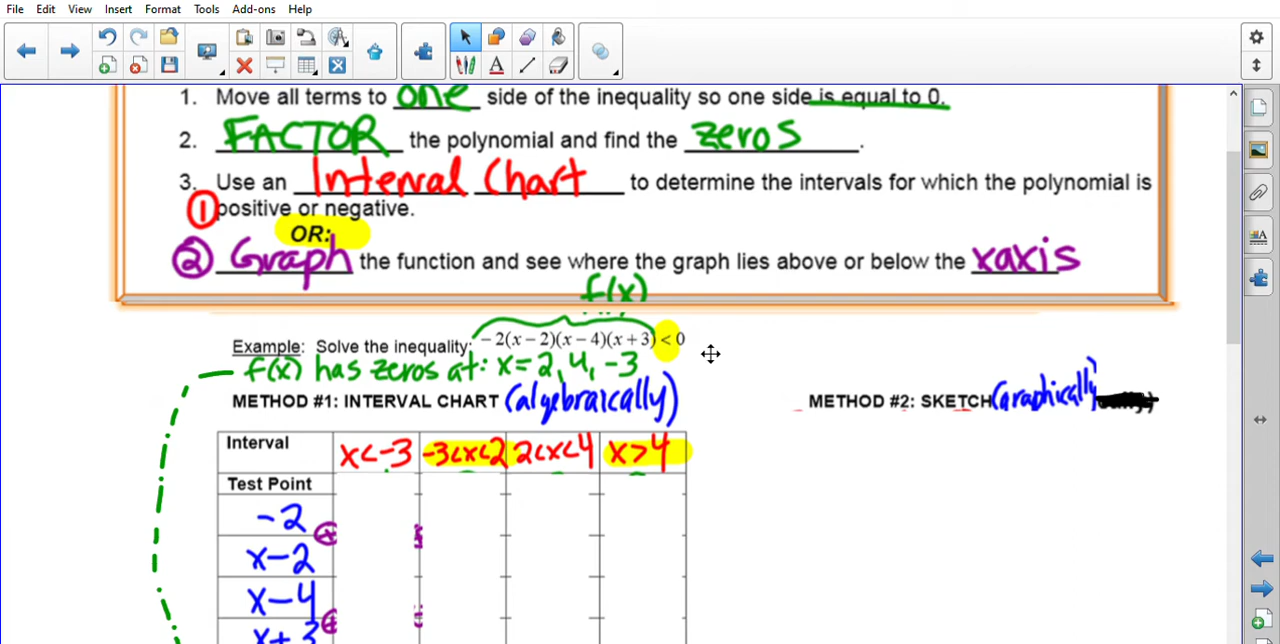 File Edit View Insert Format Tools Add-ons Help
1. Move all terms to one side of the inequality so one side is equal to 0.
2. FACTOR the polynomial and find the zeros.
3. Use an Interval Chart to determine the intervals for which the polynomial is
① positive or negative.
OR:
② Graph the function and see where the graph lies above or below the xaxis
f(x)
Example: Solve the inequality: −2(x−2)(x−4)(x+3)<0
f(x) has zeros at: x=2, 4, -3
METHOD #1: INTERVAL CHART (algebraically)
METHOD #2: SKETCH (Graphically)
Interval x<-3 -3<x<2 2<x<4 x>4
Test Point
-2
x-2
x-4
x+3